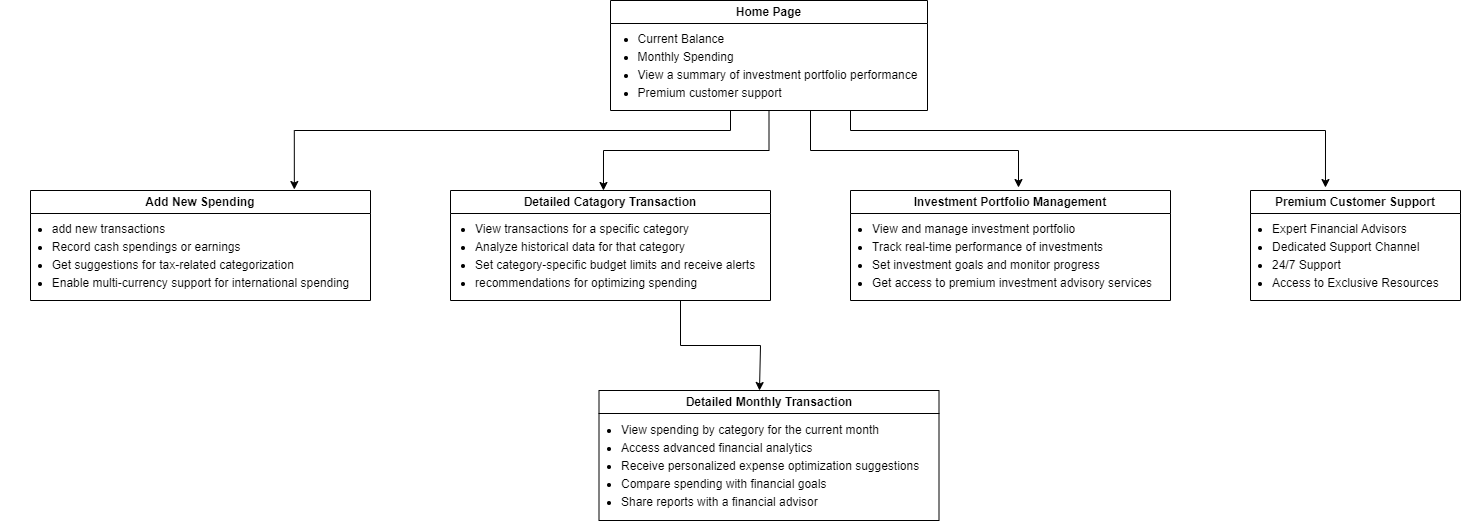 Home Page
Current Balance
Monthly Spending
View a summary of investment portfolio performance
Premium customer support
Add New Spending
add new transactions
Record cash spendings or earnings
Get suggestions for tax-related categorization
Enable multi-currency support for international spending
Detailed Catagory Transaction
View transactions for a specific category
Analyze historical data for that category
Set category-specific budget limits and receive alerts
recommendations for optimizing spending
Investment Portfolio Management
View and manage investment portfolio
Track real-time performance of investments
Set investment goals and monitor progress
Get access to premium investment advisory services
Premium Customer Support
Expert Financial Advisors
Dedicated Support Channel
24/7 Support
Access to Exclusive Resources
Detailed Monthly Transaction
View spending by category for the current month
Access advanced financial analytics
Receive personalized expense optimization suggestions
Compare spending with financial goals
Share reports with a financial advisor